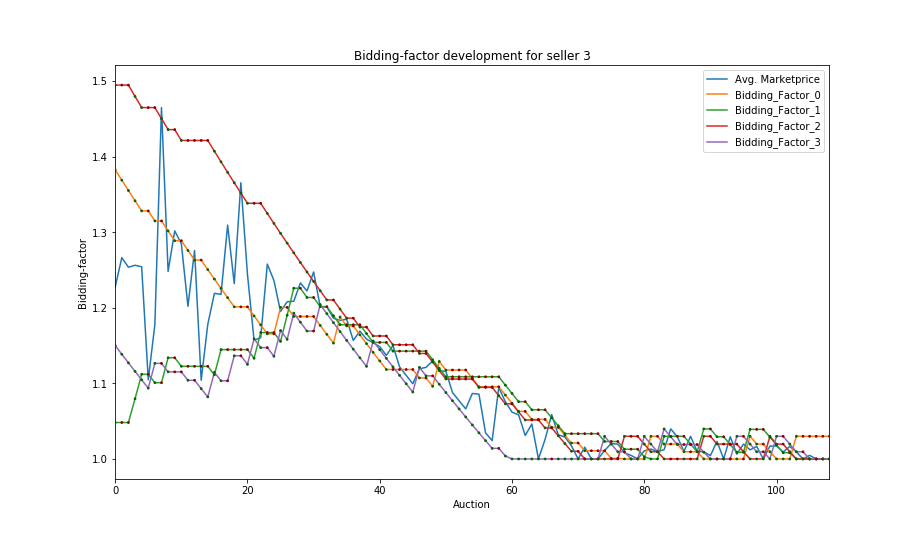 Bidding-factor development for seller 3
Avg. Marketprice
Bidding_Factor_0
Bidding_Factor_1
Bidding_Factor_2
Bidding_Factor_3
Bidding-factor
1.5
1.4
1.3
1.2
1.1
1.0
0 20 40 60 80 100
Auction